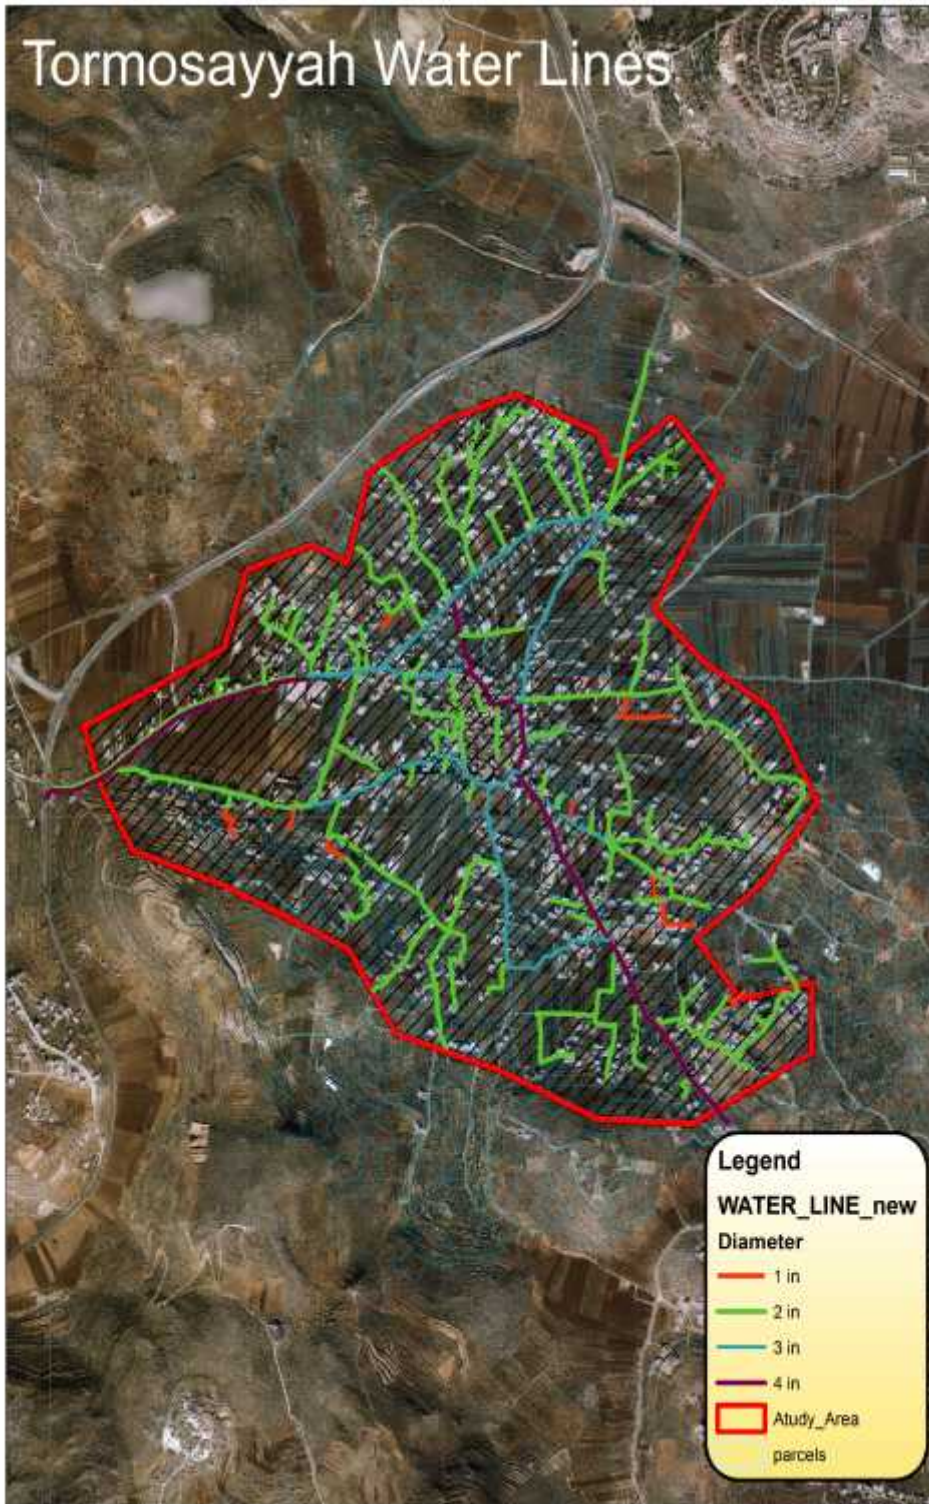 Tormosayyah Water Lines
Legend
WATER_LINE_new
Diameter
1 in
2 in
3 in
4 in
Atudy_Area
parcels